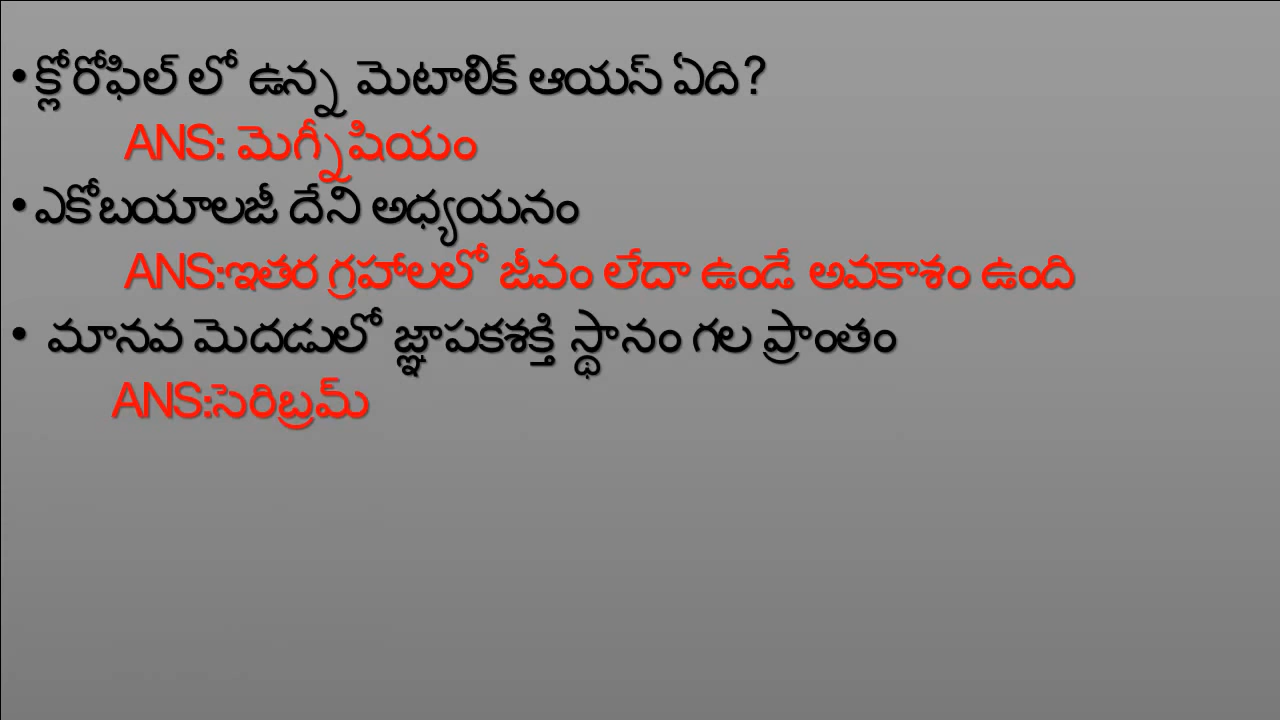 • క్లోరోఫిల్ లో ఉన్న మెటాలిక్ ఆయస్ ఏది?
ANS: మెగ్నీషియం
• ఎకోబయాలజీ దేని అధ్యయనం
ANS:ఇతర గ్రహాలలో జీవం లేదా ఉండే అవకాశం ఉంది
• మానవ మెదడులో జ్ఞాపకశక్తి స్థానం గల ప్రాంతం
ANS:సెరిబ్రమ్